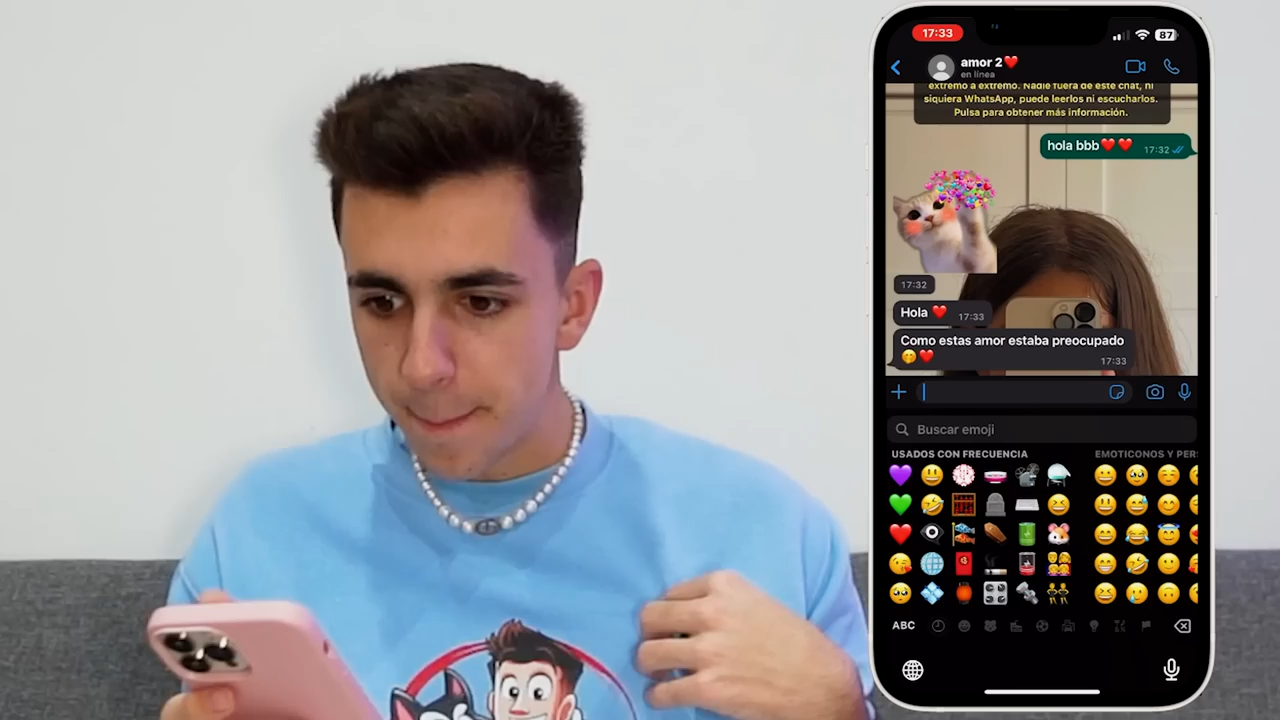 17:33
87
amor 2❤️
en línea
extremo a extremo. Nadie fuera de este chat, ni
siquiera WhatsApp, puede leerlos ni escucharlos.
Pulsa para obtener más información.
hola bbb❤️❤️ 17:32
17:32
Hola ❤️ 17:33
Como estas amor estaba preocupado
🤭❤️ 17:33
Buscar emoji
USADOS CON FRECUENCIA EMOTICONOS Y PERS
ABC